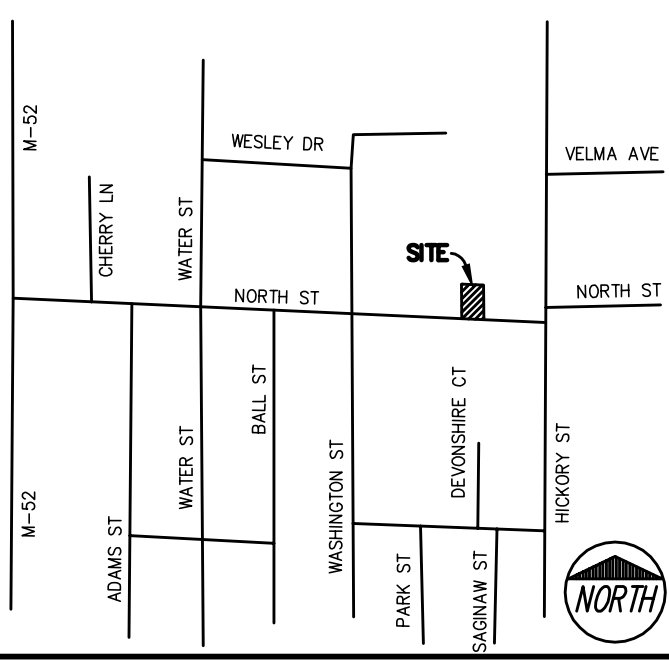 M-52
WESLEY DR
VELMA AVE
CHERRY LN
WATER ST
SITE
NORTH ST
NORTH ST
BALL ST
DEVONSHIRE CT
WATER ST
WASHINGTON ST
HICKORY ST
M-52
ADAMS ST
PARK ST
SAGINAW ST
NORTH